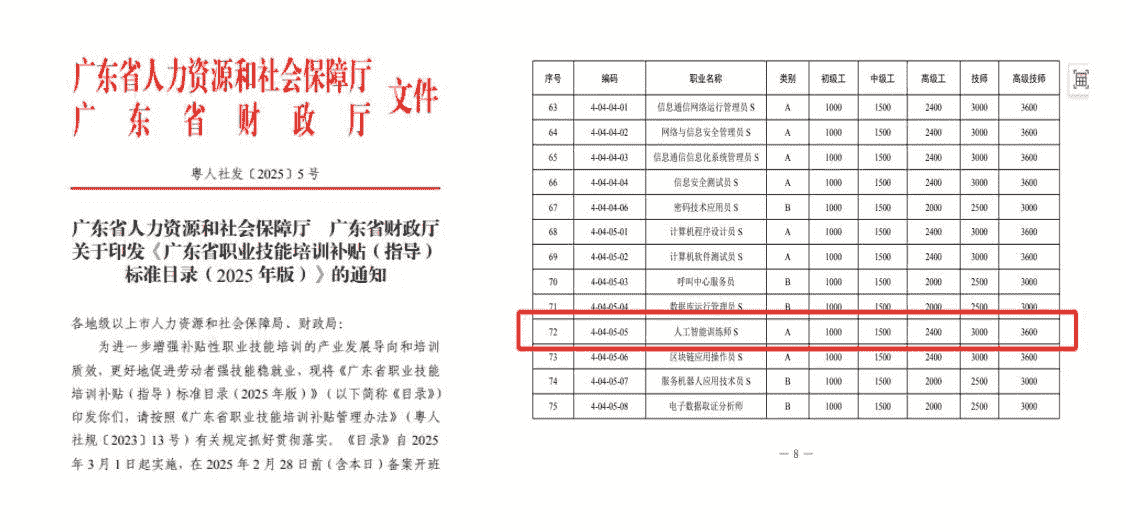 广东省人力资源和社会保障厅
广东省财政厅
文件
粤人社发〔2025〕5号
广东省人力资源和社会保障厅 广东省财政厅
关于印发《广东省职业技能培训补贴（指导）
标准目录（2025年版）》的通知
各地级以上市人力资源和社会保障局、财政局：
为进一步增强补贴性职业技能培训的产业发展导向和培训
质效，更好地促进劳动者强技能稳就业，现将《广东省职业技能
培训补贴（指导）标准目录（2025年版）》（以下简称《目录》）
印发你们，请按照《广东省职业技能培训补贴管理办法》（粤人
社规〔2023〕13号）有关规定抓好贯彻落实。《目录》自2025
年3月1日起实施，在2025年2月28日前（含本日）备案开班
序号 编码 职业名称 类别 初级工 中级工 高级工 技师 高级技师
63 4-04-04-01 信息通信网络运行管理员 S A 1000 1500 2400 3000 3600
64 4-04-04-02 网络与信息安全管理员 S A 1000 1500 2400 3000 3600
65 4-04-04-03 信息通信信息化系统管理员 S A 1000 1500 2400 3000 3600
66 4-04-04-04 信息安全测试员 S A 1000 1500 2400 3000 3600
67 4-04-04-06 密码技术应用员 S B 1000 1500 2000 2500 3000
68 4-04-05-01 计算机程序设计员 S A 1000 1500 2400 3000 3600
69 4-04-05-02 计算机软件测试员 S A 1000 1500 2400 3000 3600
70 4-04-05-03 呼叫中心服务员 B 1000 1500 2000 2500 3000
71 4-04-05-04 数据库运行管理员 S B 1000 1500 2000 2500 3000
72 4-04-05-05 人工智能训练师 S A 1000 1500 2400 3000 3600
73 4-04-05-06 区块链应用操作员 S A 1000 1500 2400 3000 3600
74 4-04-05-07 服务机器人应用技术员 S B 1000 1500 2000 2500 3000
75 4-04-05-08 电子数据取证分析师 B 1000 1500 2000 2500 3000
— 8 —